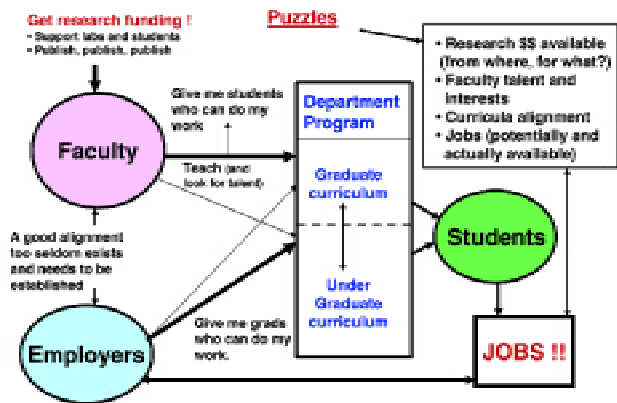 Get research funding !
• Support labs and students
• Publish, publish, publish
Puzzles
• Research $$ available
(from where, for what?)
• Faculty talent and
interests
• Curricula alignment
• Jobs (potentially and
actually available)
Give me students
who can do my
work
Department
Program
Faculty
Teach (and
look for talent)
Graduate
curriculum
A good alignment
too seldom exists
and needs to be
established
Students
Under
Graduate
curriculum
Give me grads
who can do my
work.
Employers
JOBS !!